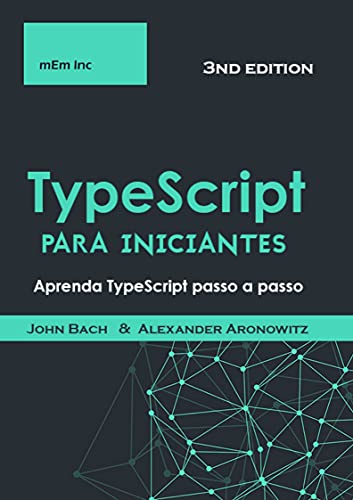 mEm Inc
3ND EDITION
TypeScript
PARA INICIANTES
Aprenda TypeScript passo a passo
JOHN BACH & ALEXANDER ARONOWITZ